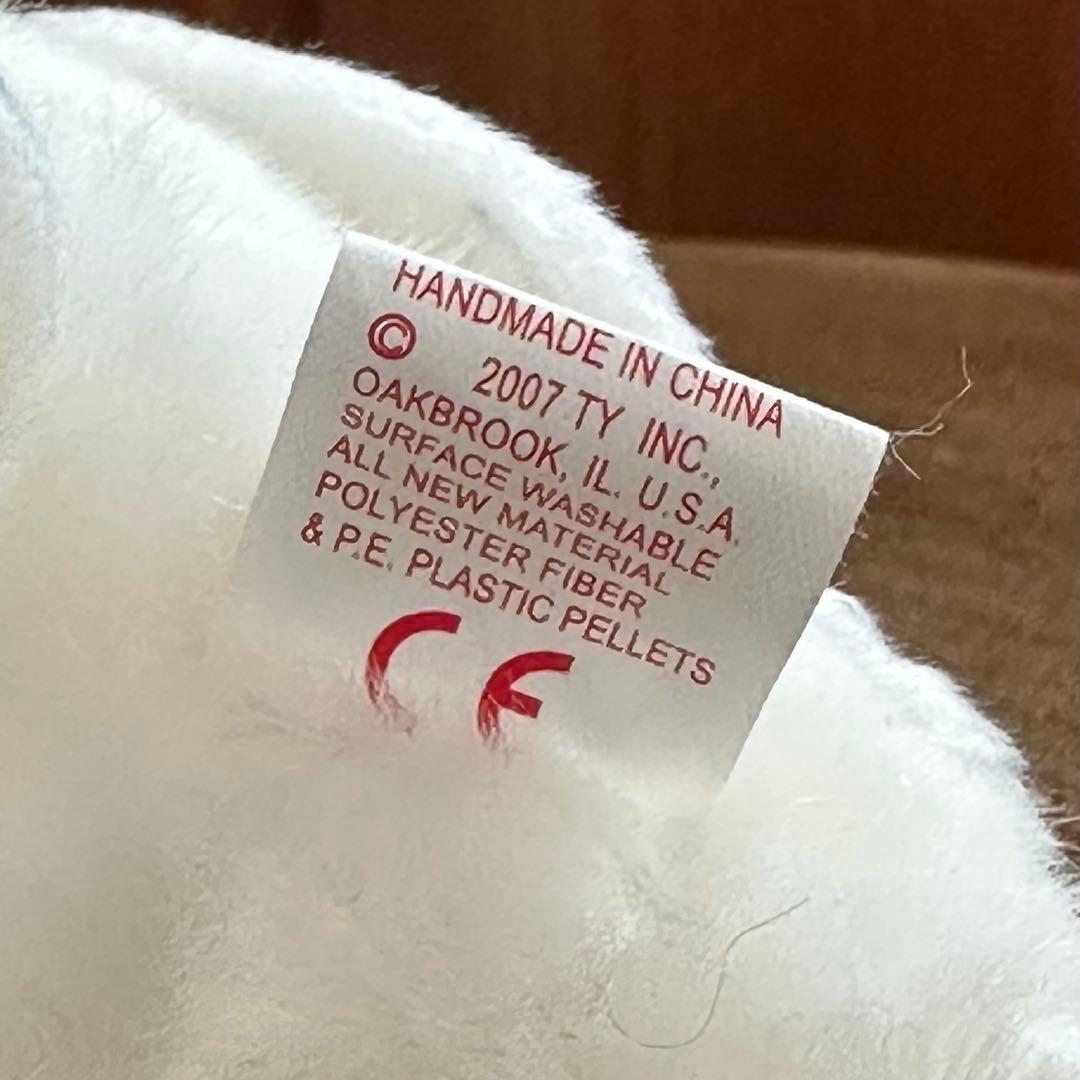 HANDMADE IN CHINA
© 2007 TY INC.,
OAKBROOK, IL. U.S.A.
SURFACE WASHABLE
ALL NEW MATERIAL
POLYESTER FIBER
& P.E. PLASTIC PELLETS
CE